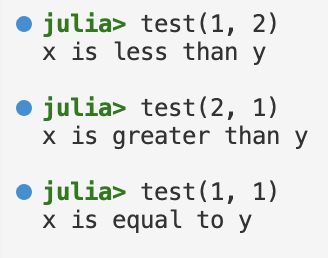 julia> test(1, 2)
x is less than y
julia> test(2, 1)
x is greater than y
julia> test(1, 1)
x is equal to y